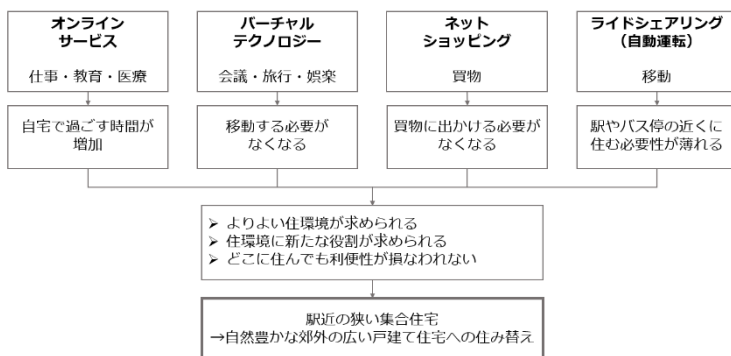 オンライン
サービス
仕事・教育・医療
バーチャル
テクノロジー
会議・旅行・娯楽
ネット
ショッピング
買物
ライドシェアリング
（自動運転）
移動
自宅で過ごす時間が
増加
移動する必要が
なくなる
買物に出かける必要が
なくなる
駅やバス停の近くに
住む必要性が薄れる
➢ よりよい住環境が求められる
➢ 住環境に新たな役割が求められる
➢ どこに住んでも利便性が損なわれない
駅近の狭い集合住宅
→自然豊かな郊外の広い戸建て住宅への住み替え